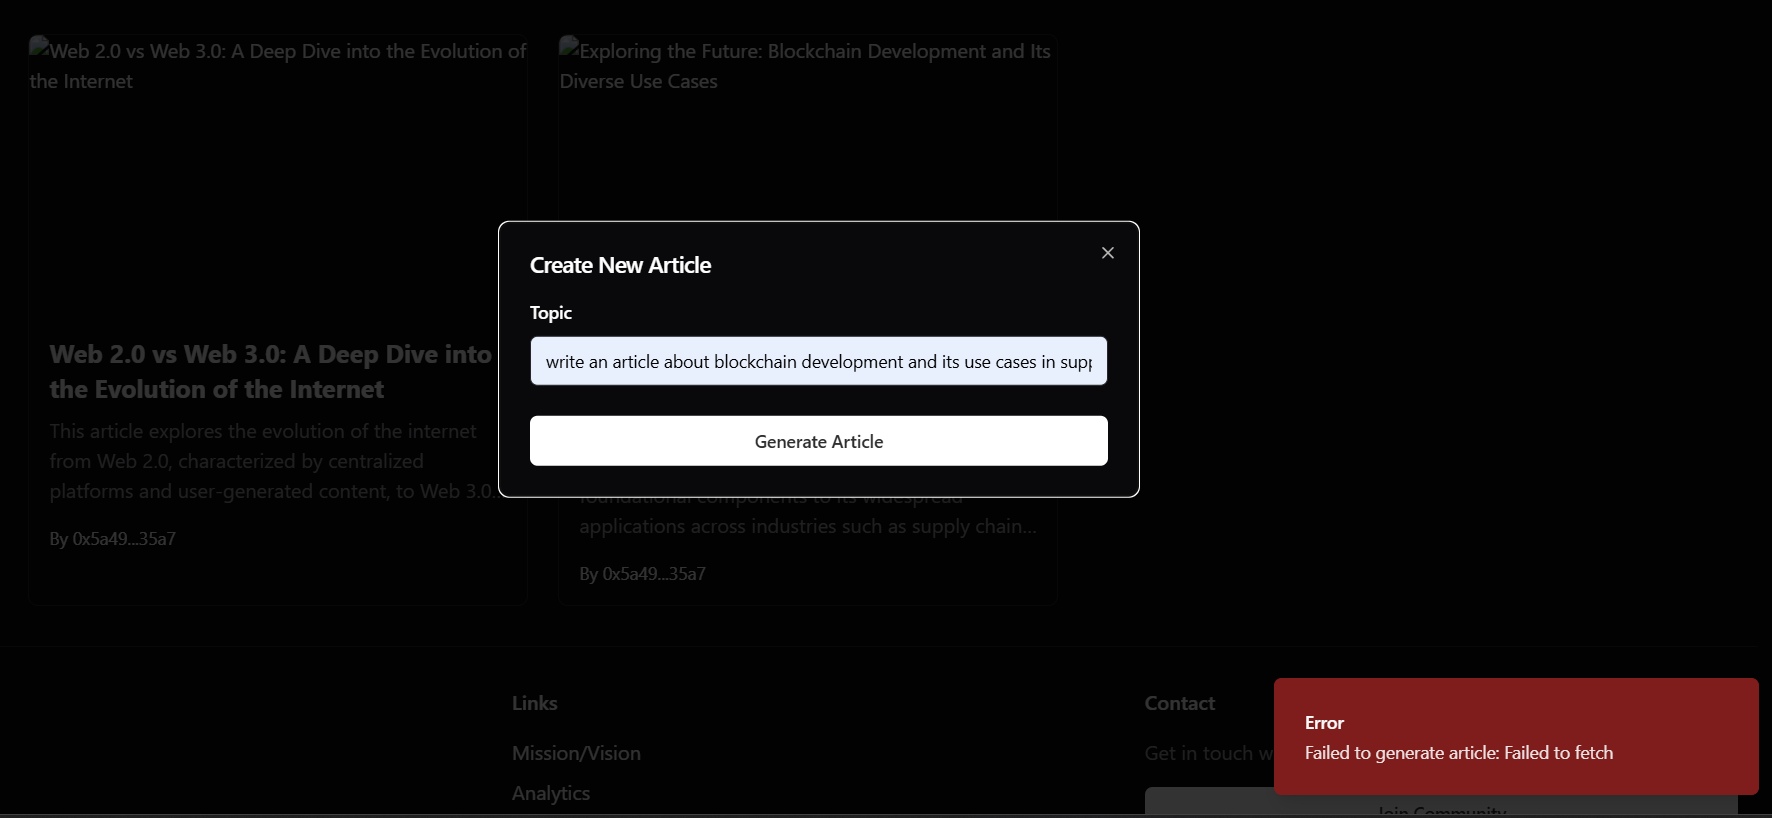 Web 2.0 vs Web 3.0: A Deep Dive into the Evolution of
the Internet
Exploring the Future: Blockchain Development and Its
Diverse Use Cases
Create New Article
Topic
write an article about blockchain development and its use cases in supp
Generate Article
Web 2.0 vs Web 3.0: A Deep Dive into
the Evolution of the Internet
This article explores the evolution of the internet
from Web 2.0, characterized by centralized
platforms and user-generated content, to Web 3.0...
By 0x5a49...35a7
foundational components to its widespread
applications across industries such as supply chain...
By 0x5a49...35a7
Links
Mission/Vision
Analytics
Contact
Get in touch w
Join Community
Error
Failed to generate article: Failed to fetch